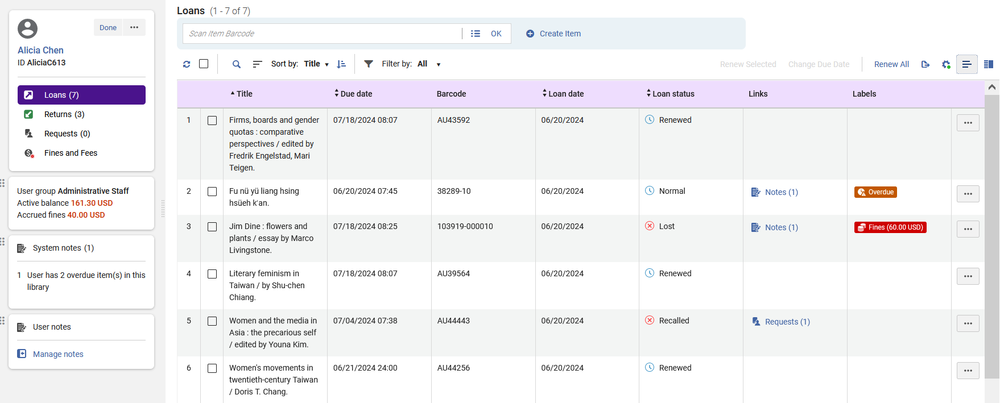 Alicia Chen
ID AliciaC613
Done
Loans (7)
Returns (3)
Requests (0)
Fines and Fees
User group Administrative Staff
Active balance 161.30 USD
Accrued fines 40.00 USD
System notes (1)
1 User has 2 overdue item(s) in this
library
User notes
Manage notes
Loans (1 - 7 of 7)
Scan Item Barcode OK Create Item
Sort by: Title Filter by: All Renew Selected Change Due Date Renew All
Title Due date Barcode Loan date Loan status Links Labels
1 Firms, boards and gender 07/18/2024 08:07 AU43592 06/20/2024 Renewed
quotas : comparative
perspectives / edited by
Fredrik Engelstad, Mari
Teigen.
2 Fu nü yü liang hsing 06/20/2024 07:45 38289-10 06/20/2024 Normal Notes (1) Overdue
hsüeh kʻan.
3 Jim Dine : flowers and 07/18/2024 08:25 103919-000010 06/20/2024 Lost Notes (1) Fines (60.00 USD)
plants / essay by Marco
Livingstone.
4 Literary feminism in 07/18/2024 08:07 AU39564 06/20/2024 Renewed
Taiwan / by Shu-chen
Chiang.
5 Women and the media in 07/04/2024 07:38 AU44443 06/20/2024 Recalled Requests (1)
Asia : the precarious self
/ edited by Youna Kim.
6 Women's movements in 06/21/2024 24:00 AU44256 06/20/2024 Renewed
twentieth-century Taiwan
/ Doris T. Chang.